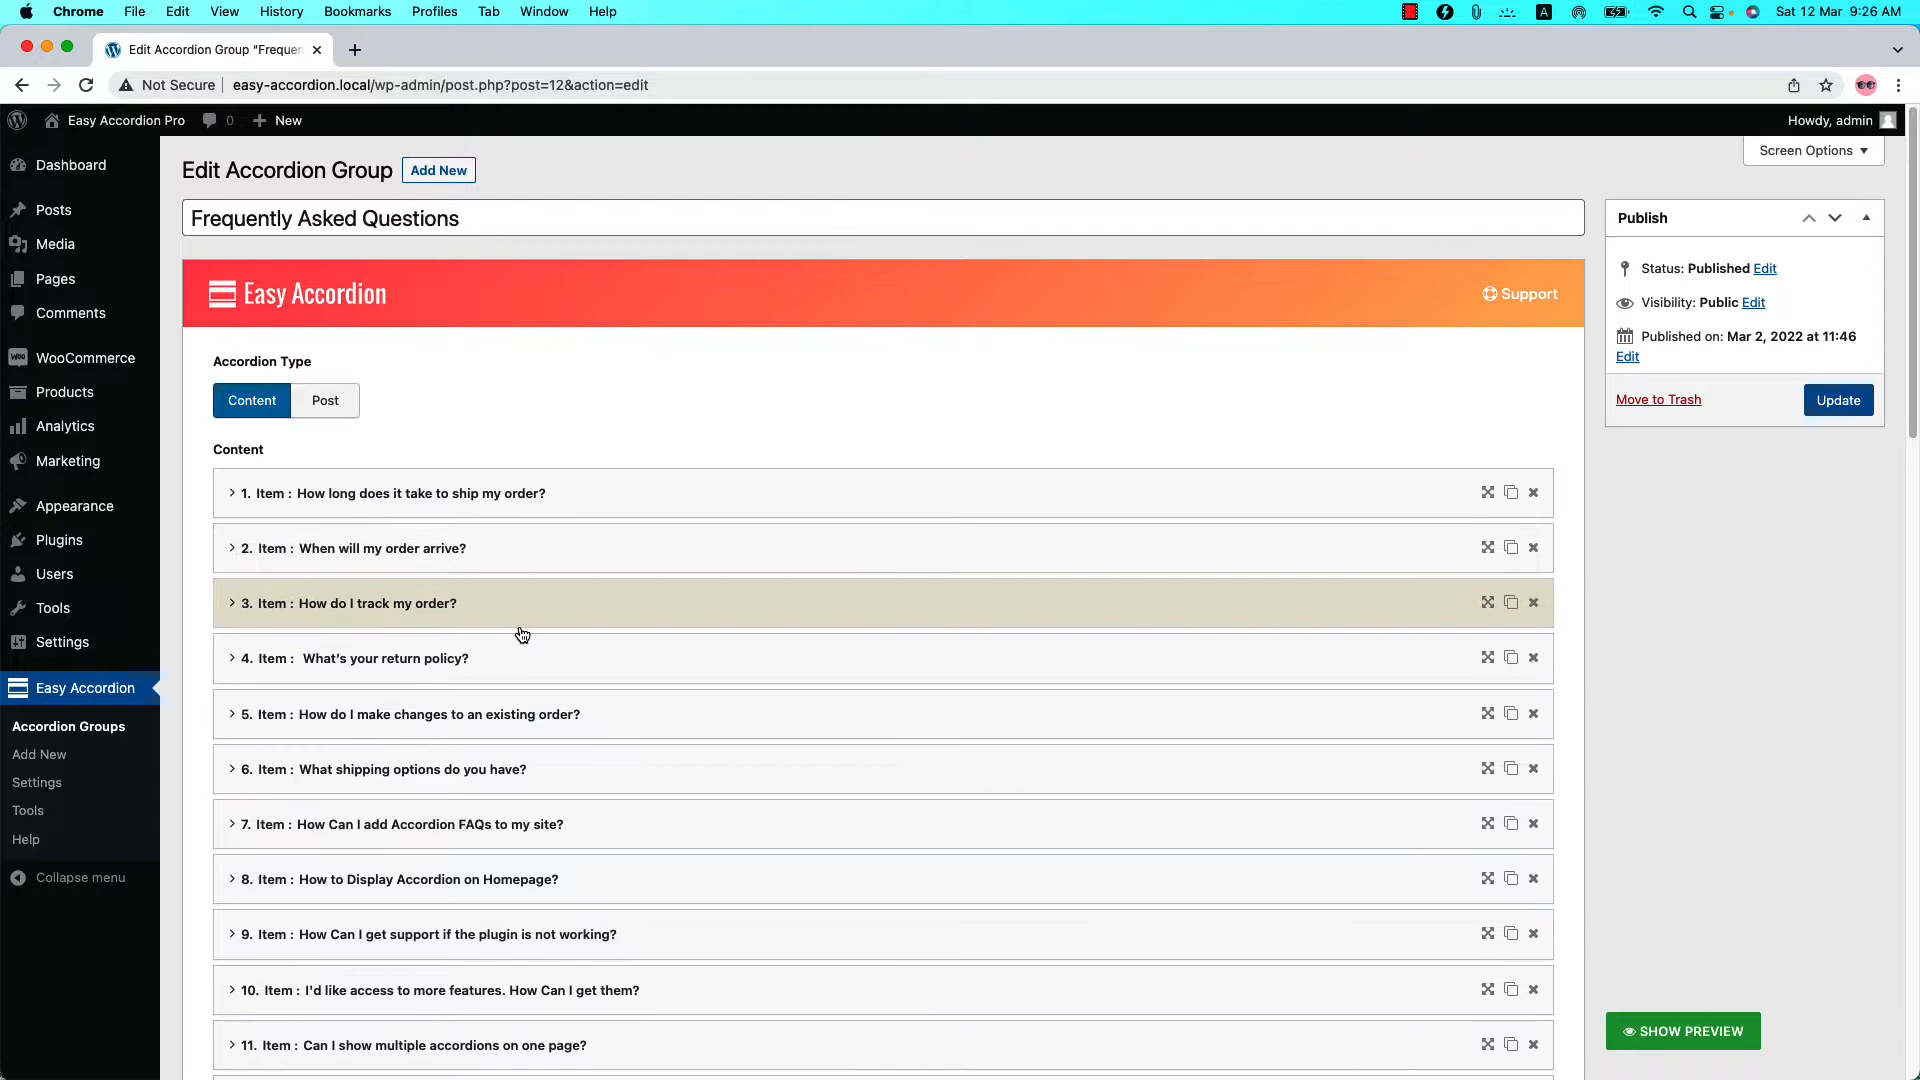 Chrome File Edit View History Bookmarks Profiles Tab Window Help
A Sat 12 Mar 9:26 AM
Edit Accordion Group “Frequen
Not Secure easy-accordion.local/wp-admin/post.php?post=12&action=edit
Easy Accordion Pro 0 New Howdy, admin
Screen Options
Dashboard
Posts
Media
Pages
Comments
WooCommerce
Products
Analytics
Marketing
Appearance
Plugins
Users
Tools
Settings
Easy Accordion
Accordion Groups
Add New
Settings
Tools
Help
Collapse menu
Edit Accordion Group Add New
Frequently Asked Questions
Easy Accordion Support
Accordion Type
Content Post
Content
1. Item : How long does it take to ship my order?
2. Item : When will my order arrive?
3. Item : How do I track my order?
4. Item : What's your return policy?
5. Item : How do I make changes to an existing order?
6. Item : What shipping options do you have?
7. Item : How Can I add Accordion FAQs to my site?
8. Item : How to Display Accordion on Homepage?
9. Item : How Can I get support if the plugin is not working?
10. Item : I'd like access to more features. How Can I get them?
11. Item : Can I show multiple accordions on one page?
Publish
Status: Published Edit
Visibility: Public Edit
Published on: Mar 2, 2022 at 11:46
Edit
Move to Trash Update
SHOW PREVIEW